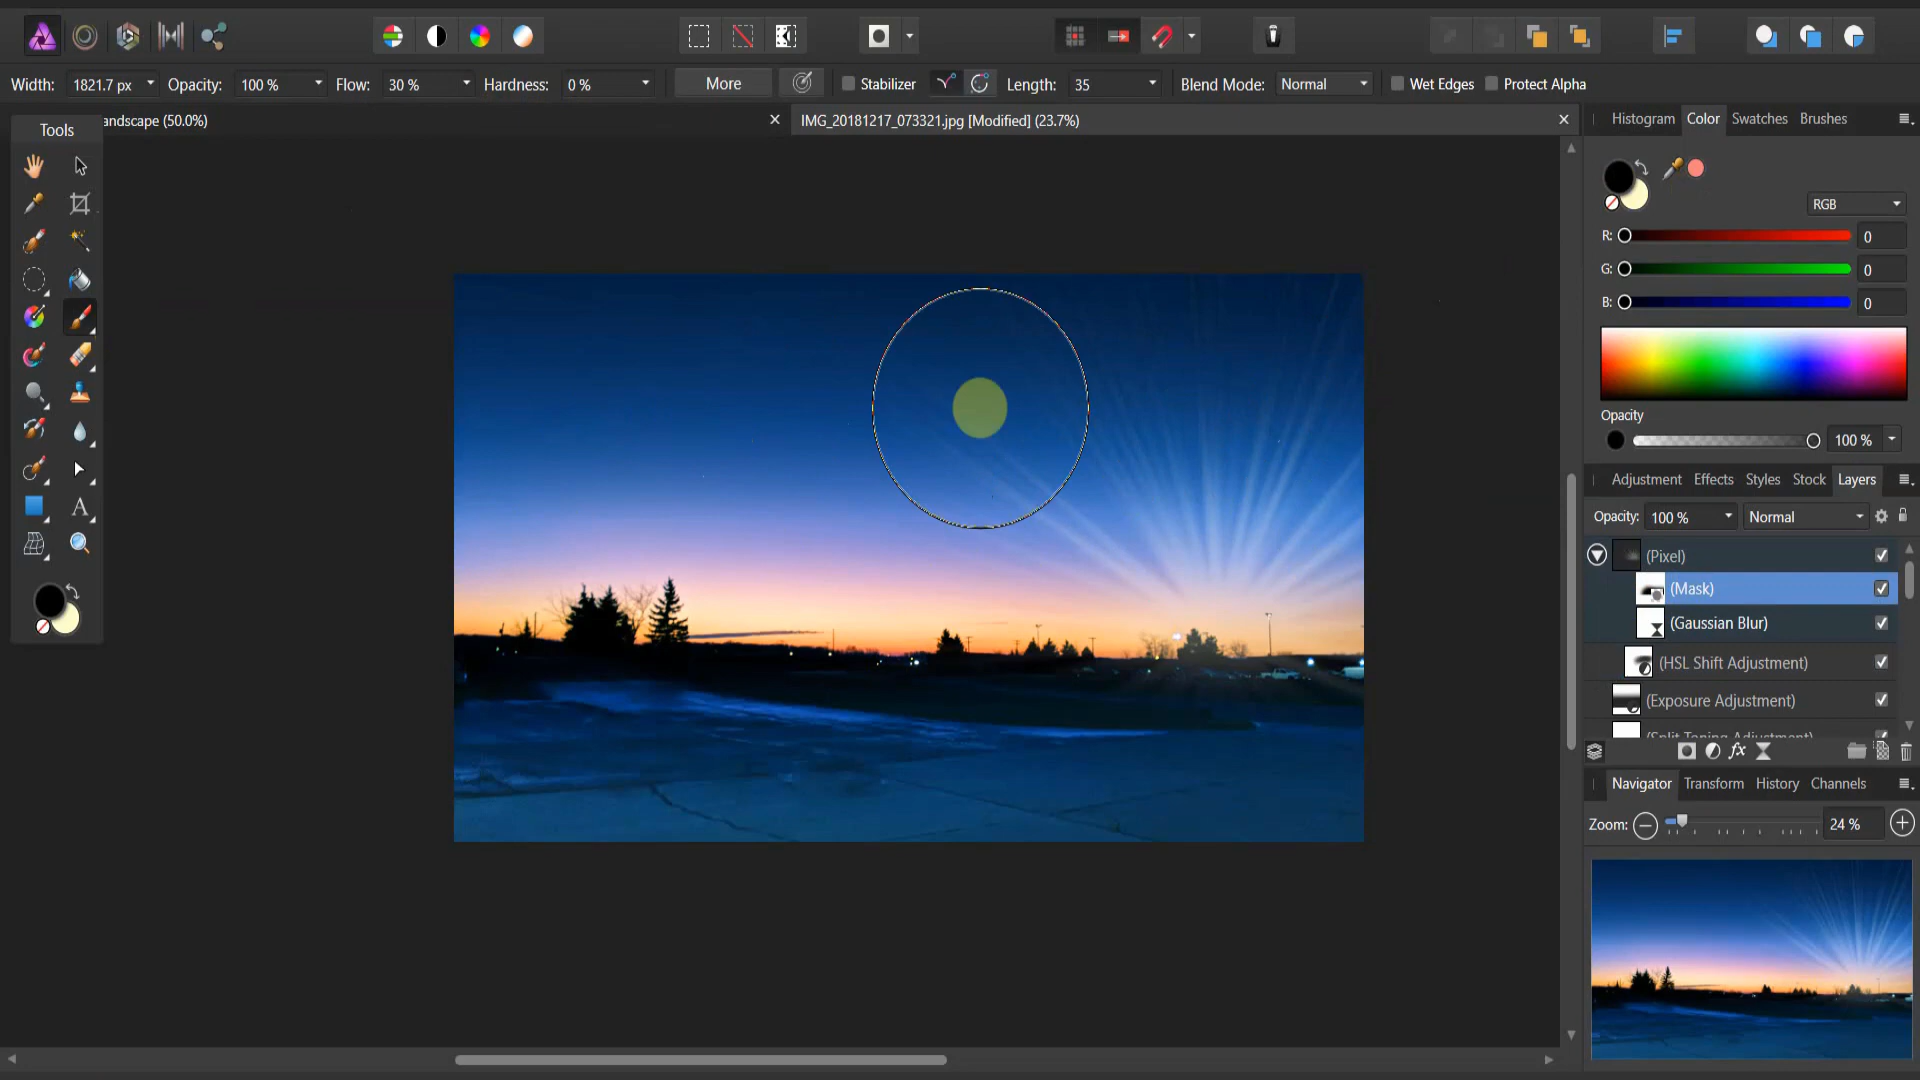 Width: 1821.7 px Opacity: 100 % Flow: 30 % Hardness: 0 % More Stabilizer Length: 35 Blend Mode: Normal Wet Edges Protect Alpha
Tools
andscape (50.0%)
IMG_20181217_073321.jpg [Modified] (23.7%)
Histogram Color Swatches Brushes
RGB
R: 0
G: 0
B: 0
Opacity
100 %
Adjustment Effects Styles Stock Layers
Opacity: 100 % Normal
(Pixel)
(Mask)
(Gaussian Blur)
(HSL Shift Adjustment)
(Exposure Adjustment)
(Split Toning Adjustment)
Navigator Transform History Channels
Zoom: 24 %